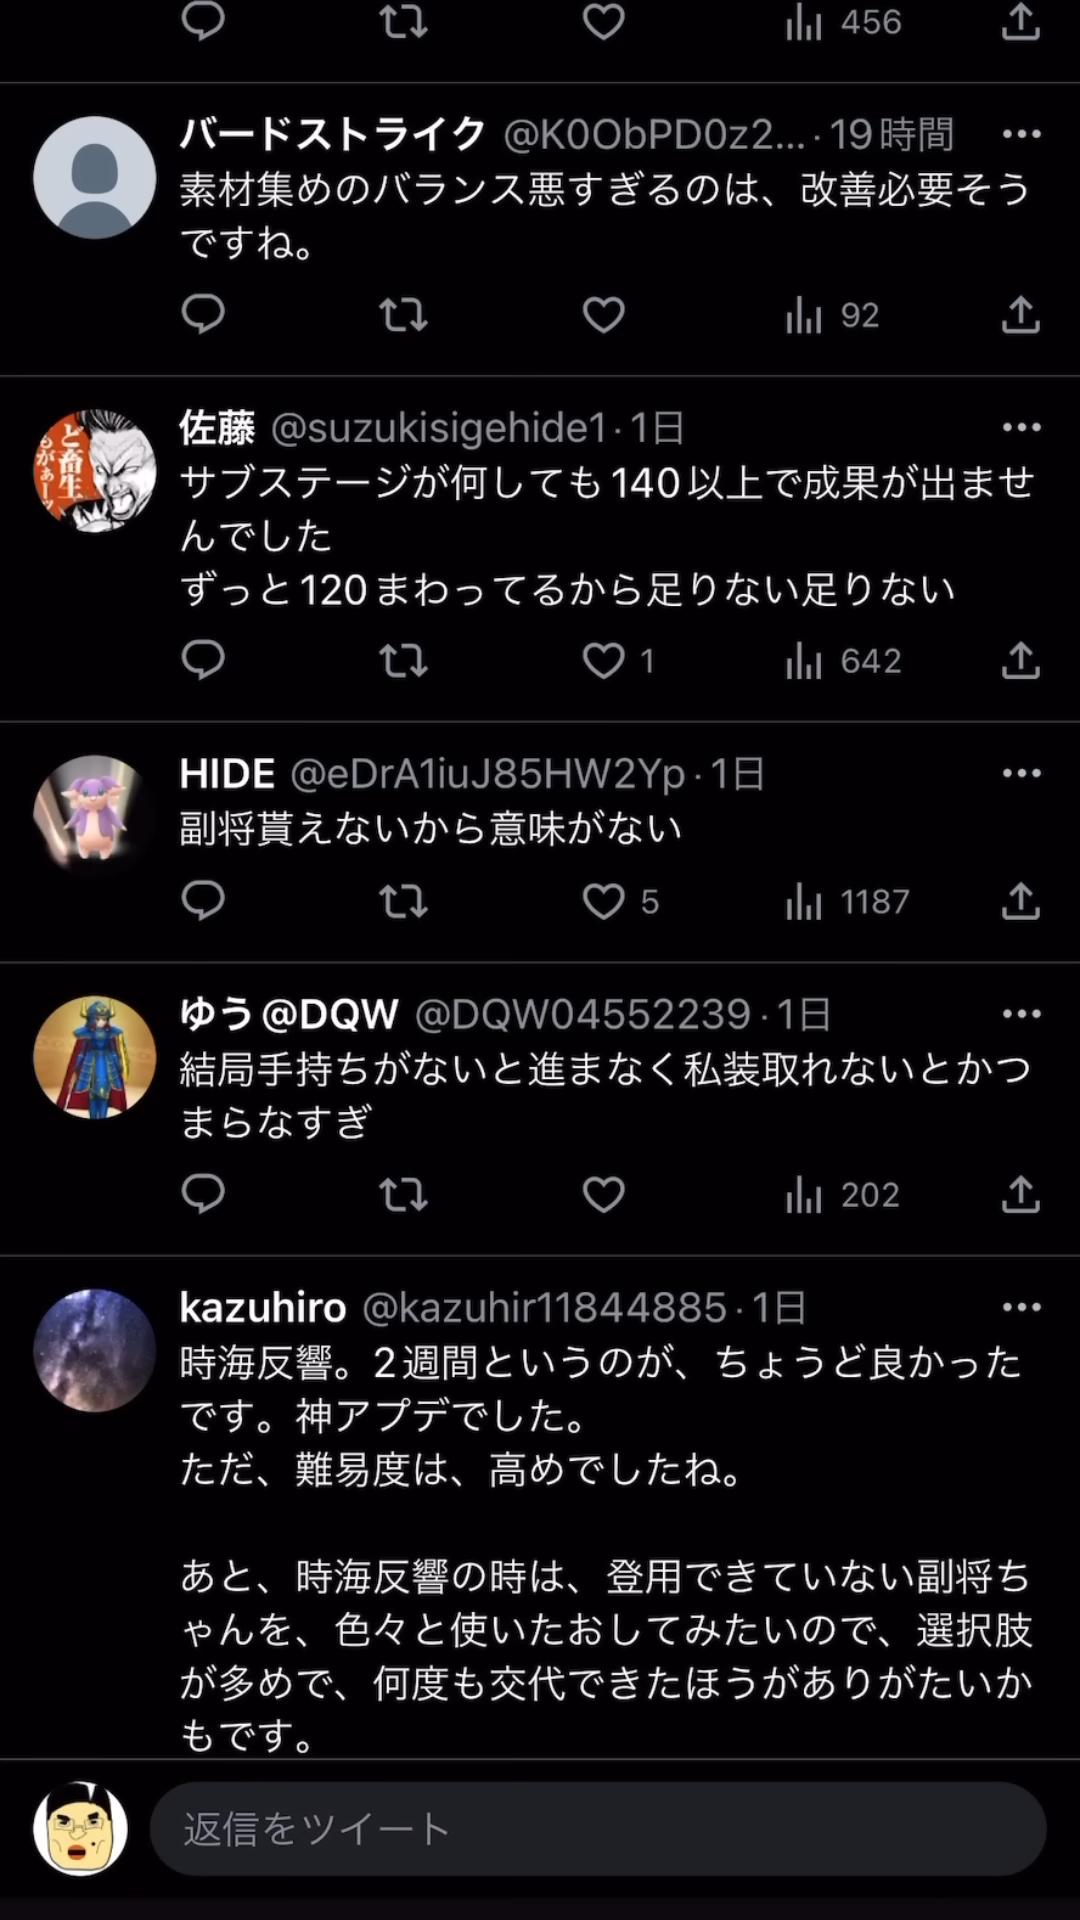 456
バードストライク @K0ObPD0z2... · 19時間
素材集めのバランス悪すぎるのは、改善必要そう
ですね。
92
佐藤 @suzukisigehide1 · 1日
サブステージが何しても140以上で成果が出ませ
んでした
ずっと120まわってるから足りない足りない
1 642
ど畜生
もがぁーッ
HIDE @eDrA1iuJ85HW2Yp · 1日
副将貰えないから意味がない
5 1187
ゆう@DQW @DQW04552239 · 1日
結局手持ちがないと進まなく私装取れないとかつ
まらなすぎ
202
kazuhiro @kazuhir11844885 · 1日
時海反響。2週間というのが、ちょうど良かった
です。神アプデでした。
ただ、難易度は、高めでしたね。
あと、時海反響の時は、登用できていない副将ち
ゃんを、色々と使いたおしてみたいので、選択肢
が多めで、何度も交代できたほうがありがたいか
もです。
返信をツイート